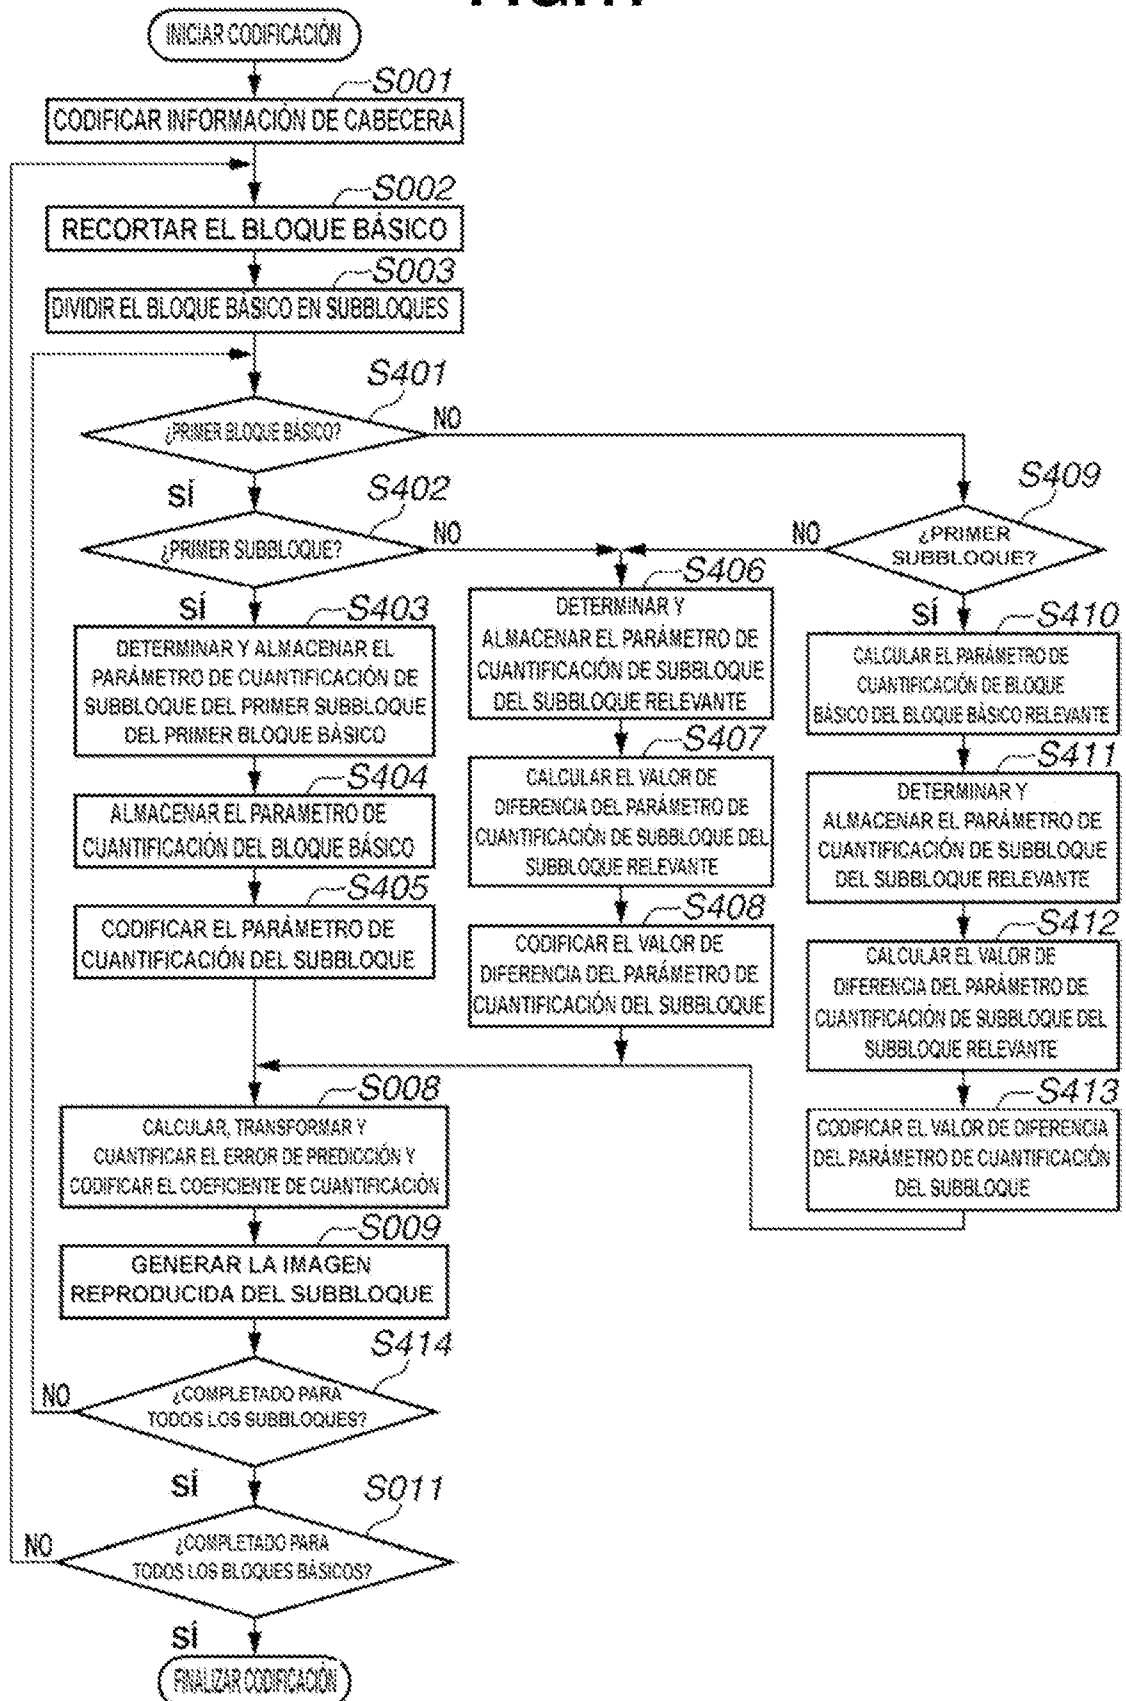 INICIAR CODIFICACIÓN
S001
CODIFICAR INFORMACIÓN DE CABECERA
S002
RECORTAR EL BLOQUE BÁSICO
S003
DIVIDIR EL BLOQUE BÁSICO EN SUBBLOQUES
S401
¿PRIMER BLOQUE BÁSICO?
NO
SÍ
S402
¿PRIMER SUBBLOQUE?
NO
SÍ
S409
¿PRIMER
SUBBLOQUE?
NO
SÍ
S403
DETERMINAR Y ALMACENAR EL
PARÁMETRO DE CUANTIFICACIÓN DE
SUBBLOQUE DEL PRIMER SUBBLOQUE
DEL PRIMER BLOQUE BÁSICO
S404
ALMACENAR EL PARAMETRO DE
CUANTIFICACIÓN DEL BLOQUE BÁSICO
S405
CODIFICAR EL PARÁMETRO DE
CUANTIFICACIÓN DEL SUBBLOQUE
S406
DETERMINAR Y
ALMACENAR EL PARÁMETRO DE
CUANTIFICACIÓN DE SUBBLOQUE
DEL SUBBLOQUE RELEVANTE
S407
CALCULAR EL VALOR DE
DIFERENCIA DEL PARÁMETRO DE
CUANTIFICACIÓN DE SUBBLOQUE DEL
SUBBLOQUE RELEVANTE
S408
CODIFICAR EL VALOR DE
DIFERENCIA DEL PARÁMETRO DE
CUANTIFICACIÓN DEL SUBBLOQUE
S410
CALCULAR EL PARÁMETRO DE
CUANTIFICACIÓN DE BLOQUE
BÁSICO DEL BLOQUE BÁSICO RELEVANTE
S411
DETERMINAR Y
ALMACENAR EL PARÁMETRO DE
CUANTIFICACIÓN DE SUBBLOQUE
DEL SUBBLOQUE RELEVANTE
S412
CALCULAR EL VALOR DE
DIFERENCIA DEL PARÁMETRO DE
CUANTIFICACIÓN DE SUBBLOQUE DEL
SUBBLOQUE RELEVANTE
S413
CODIFICAR EL VALOR DE DIFERENCIA
DEL PARÁMETRO DE CUANTIFICACIÓN
DEL SUBBLOQUE
S008
CALCULAR, TRANSFORMAR Y
CUANTIFICAR EL ERROR DE PREDICCIÓN Y
CODIFICAR EL COEFICIENTE DE CUANTIFICACIÓN
S009
GENERAR LA IMAGEN
REPRODUCIDA DEL SUBBLOQUE
S414
¿COMPLETADO PARA
TODOS LOS SUBBLOQUES?
NO
SÍ
S011
¿COMPLETADO PARA
TODOS LOS BLOQUES BÁSICOS?
NO
SÍ
FINALIZAR CODIFICACIÓN